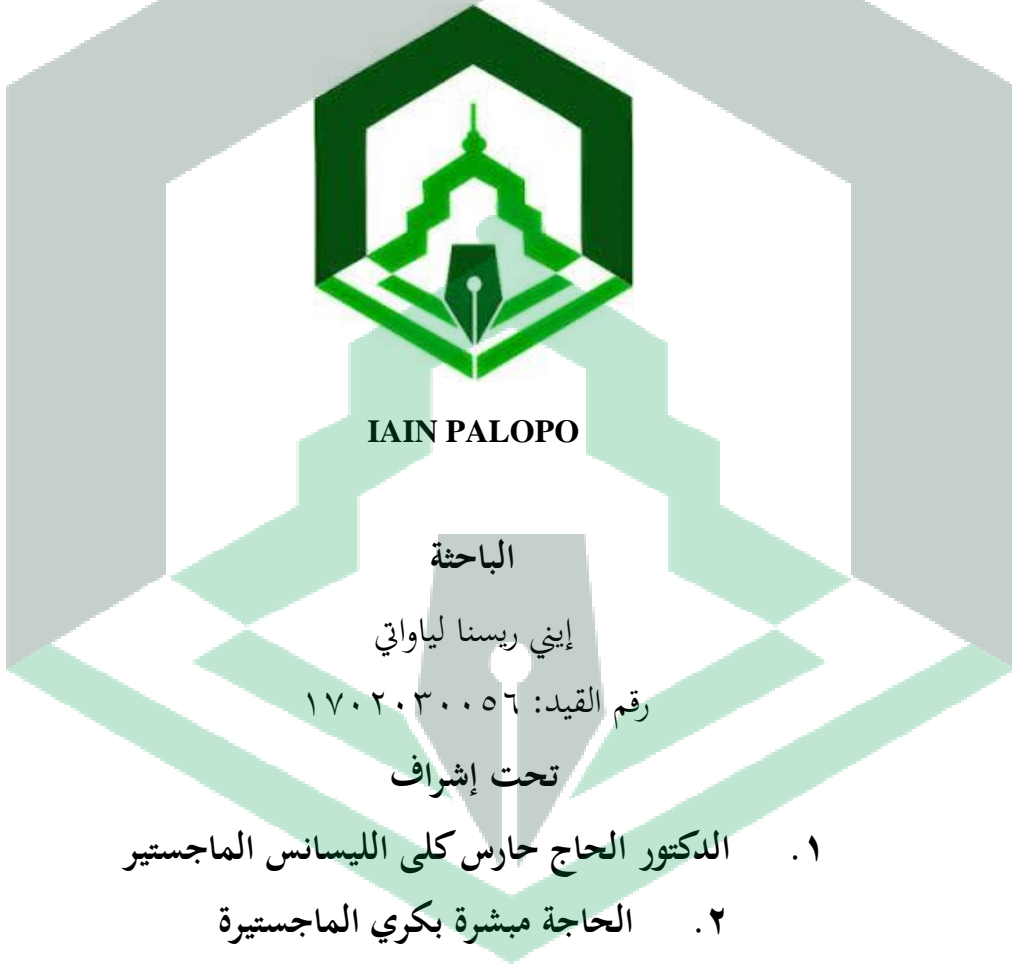 IAIN PALOPO
الباحثة
إيني ريسنا لياواتي
رقم القيد: ١٧٠٢٠٣٠٠٥٦
تحت إشراف
١. الدكتور الحاج حارس كلى الليسانس الماجستير
٢. الحاجة مبشرة بكري الماجستيرة